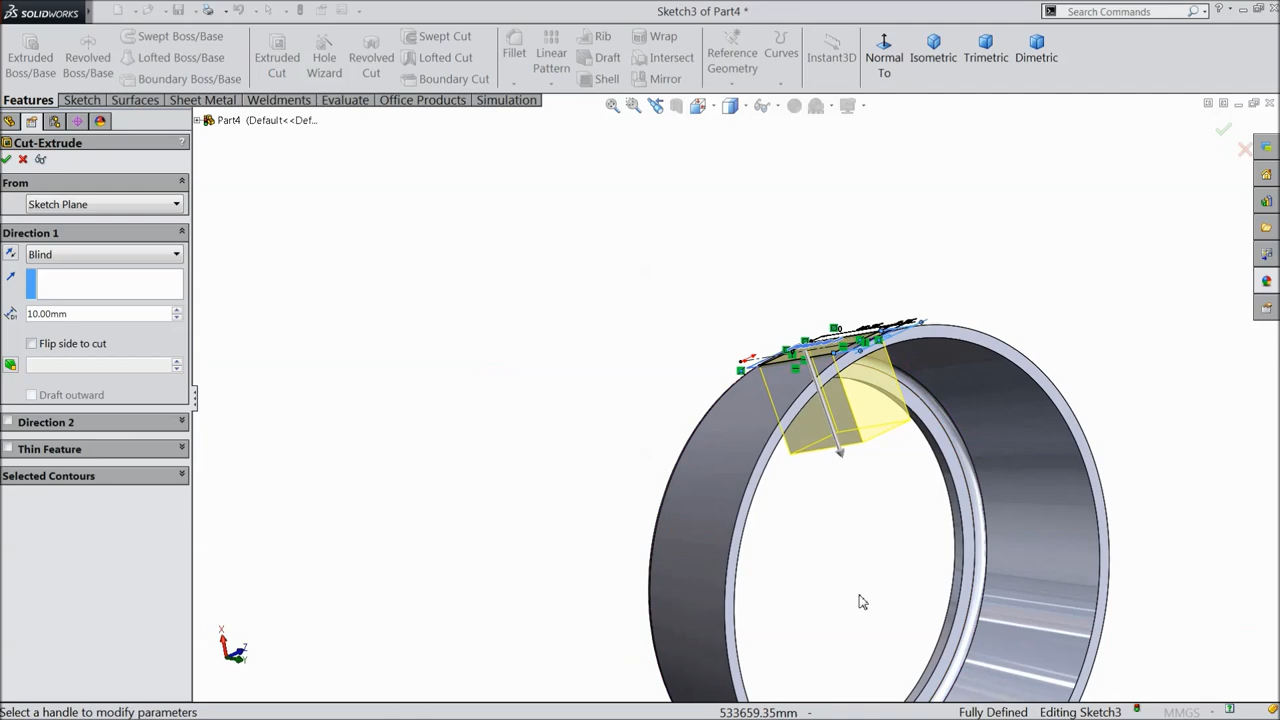 SOLIDWORKS
Sketch3 of Part4 *
Search Commands
Extruded Boss/Base
Revolved Boss/Base
Swept Boss/Base
Lofted Boss/Base
Boundary Boss/Base
Extruded Cut
Hole Wizard
Revolved Cut
Swept Cut
Lofted Cut
Boundary Cut
Fillet
Linear Pattern
Rib
Draft
Shell
Wrap
Intersect
Mirror
Reference Geometry
Curves
Instant3D
Normal To
Isometric
Trimetric
Dimetric
Features
Sketch
Surfaces
Sheet Metal
Weldments
Evaluate
Office Products
Simulation
Part4 (Default<<Def...
Cut-Extrude
?
From
Sketch Plane
Direction 1
Blind
10.00mm
Flip side to cut
Draft outward
Direction 2
Thin Feature
Selected Contours
X
Z
Y
Select a handle to modify parameters
533659.35mm
-
Fully Defined
Editing Sketch3
MMGS